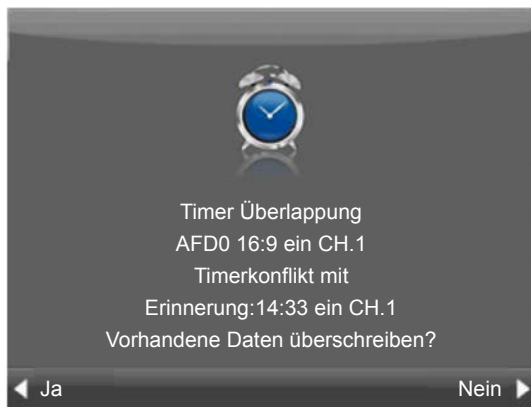 Timer Überlappung
AFD0 16:9 ein CH.1
Timerkonflikt mit
Erinnerung:14:33 ein CH.1
Vorhandene Daten überschreiben?
Ja Nein